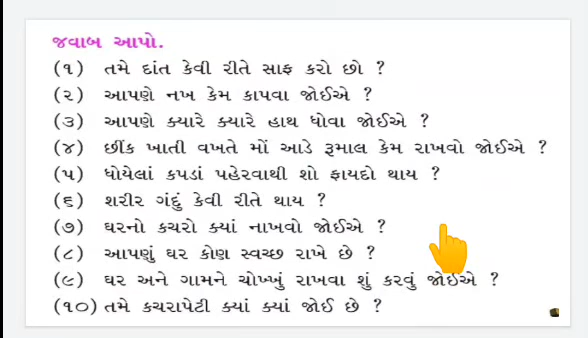 જવાબ આપો.
(૧) તમે દાંત કેવી રીતે સાફ કરો છો ?
(૨) આપણે નખ કેમ કાપવા જોઈએ ?
(૩) આપણે ક્યારે ક્યારે હાથ ધોવા જોઈએ ?
(૪) છીંક ખાતી વખતે મોં આડે રૂમાલ કેમ રાખવો જોઈએ ?
(૫) ધોયેલાં કપડાં પહેરવાથી શો ફાયદો થાય ?
(૬) શરીર ગંદું કેવી રીતે થાય ?
(૭) ઘરનો કચરો ક્યાં નાખવો જોઈએ ?
(૮) આપણું ઘર કોણ સ્વચ્છ રાખે છે ?
(૯) ઘર અને ગામને ચોખ્ખું રાખવા શું કરવું જોઈએ ?
(૧૦) તમે કચરાપેટી ક્યાં ક્યાં જોઈ છે ?